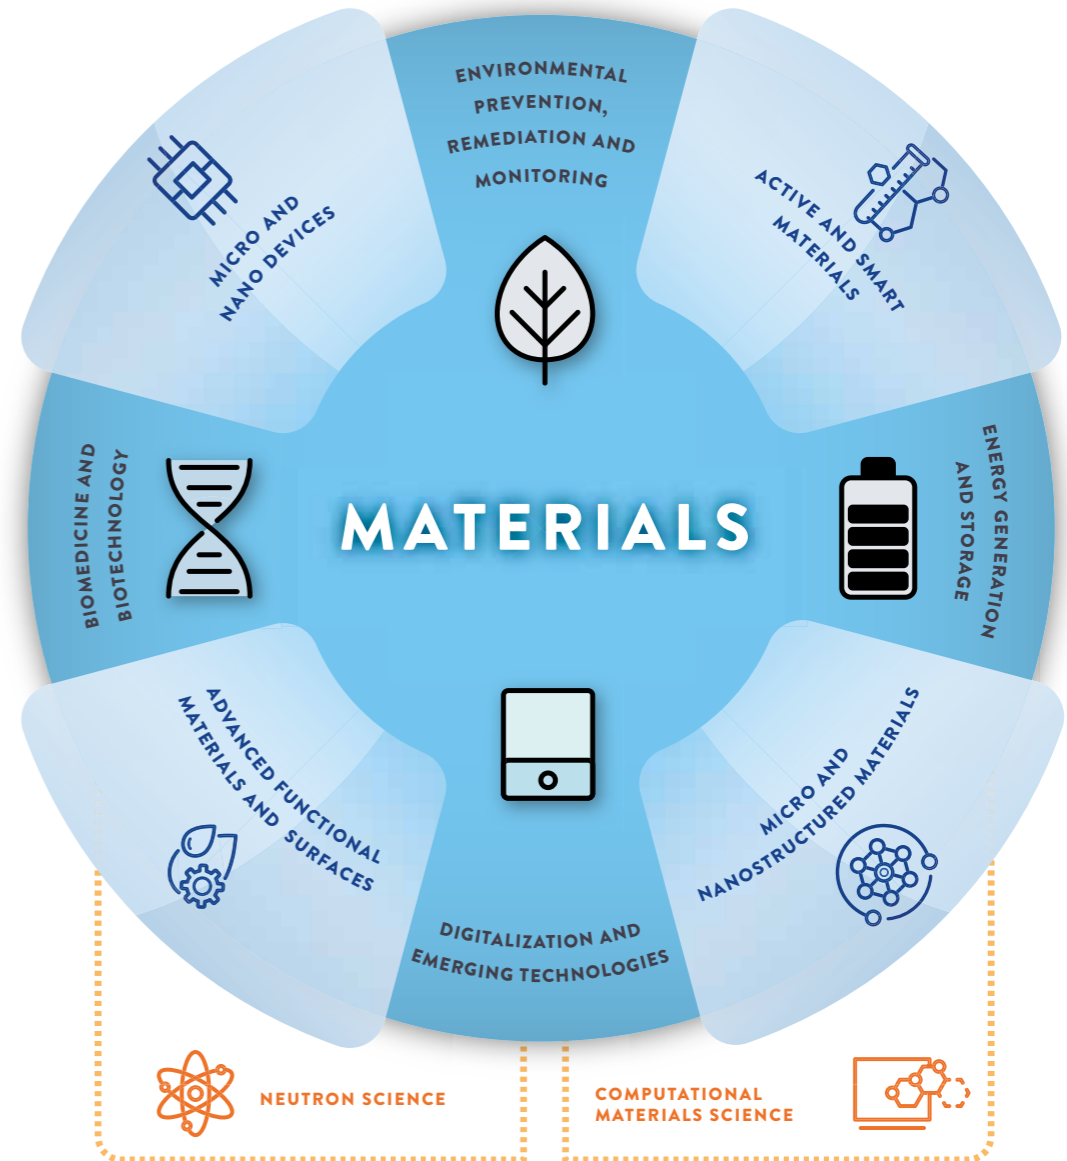 ENVIRONMENTAL
PREVENTION,
REMEDIATION AND
MONITORING
MICRO AND
NANO DEVICES
ACTIVE AND SMART
MATERIALS
BIOMEDICINE AND
BIOTECHNOLOGY
MATERIALS
ENERGY GENERATION
AND STORAGE
ADVANCED FUNCTIONAL
MATERIALS AND SURFACES
MICRO AND
NANOSTRUCTURED MATERIALS
DIGITALIZATION AND
EMERGING TECHNOLOGIES
NEUTRON SCIENCE
COMPUTATIONAL
MATERIALS SCIENCE